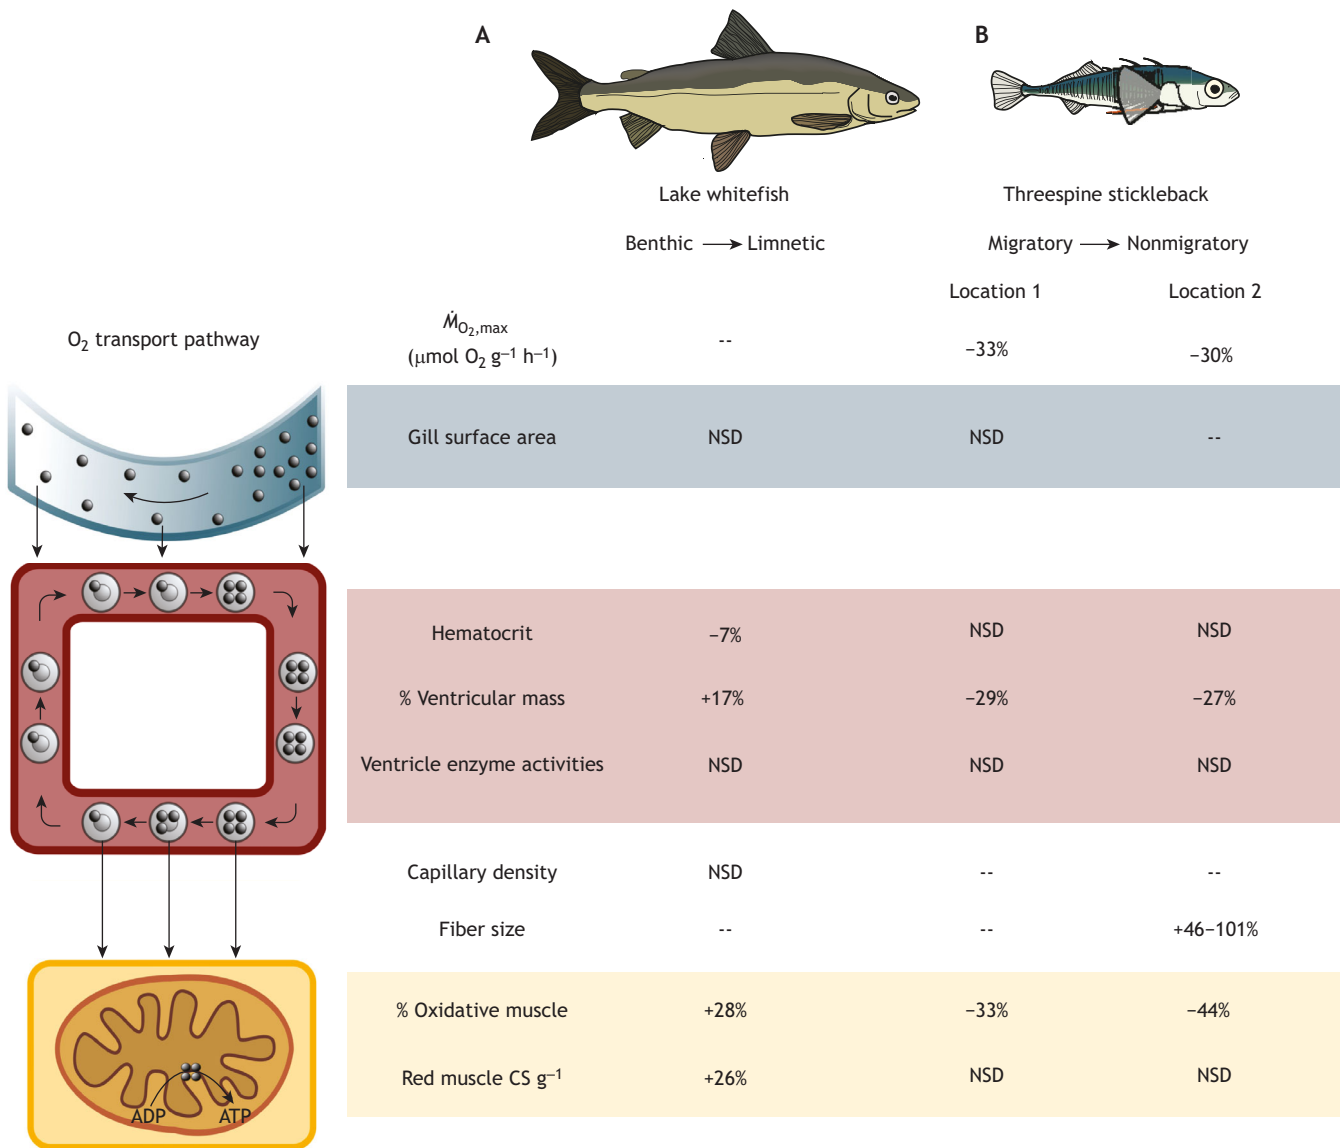 A
B
Lake whitefish
Threespine stickleback
Benthic → Limnetic
Migratory → Nonmigratory
Location 1
Location 2
O₂ transport pathway
Ṁ_O₂,max
(μmol O₂ g⁻¹ h⁻¹)
--
−33%
−30%
Gill surface area
NSD
NSD
--
Hematocrit
−7%
NSD
NSD
% Ventricular mass
+17%
−29%
−27%
Ventricle enzyme activities
NSD
NSD
NSD
Capillary density
NSD
--
--
Fiber size
--
--
+46−101%
% Oxidative muscle
+28%
−33%
−44%
Red muscle CS g⁻¹
+26%
NSD
NSD
ADP
ATP